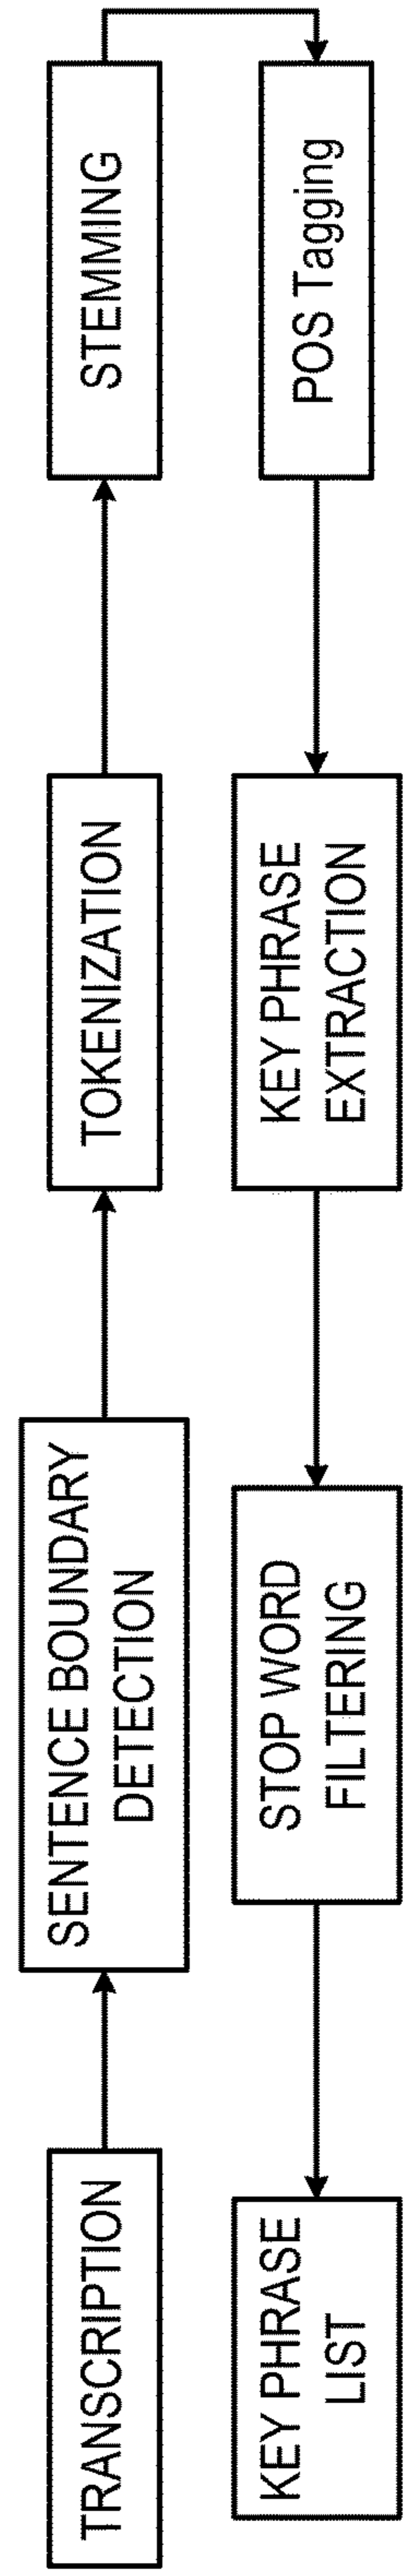 TRANSCRIPTION
SENTENCE BOUNDARY
DETECTION
TOKENIZATION
STEMMING
POS Tagging
KEY PHRASE
EXTRACTION
STOP WORD
FILTERING
KEY PHRASE
LIST